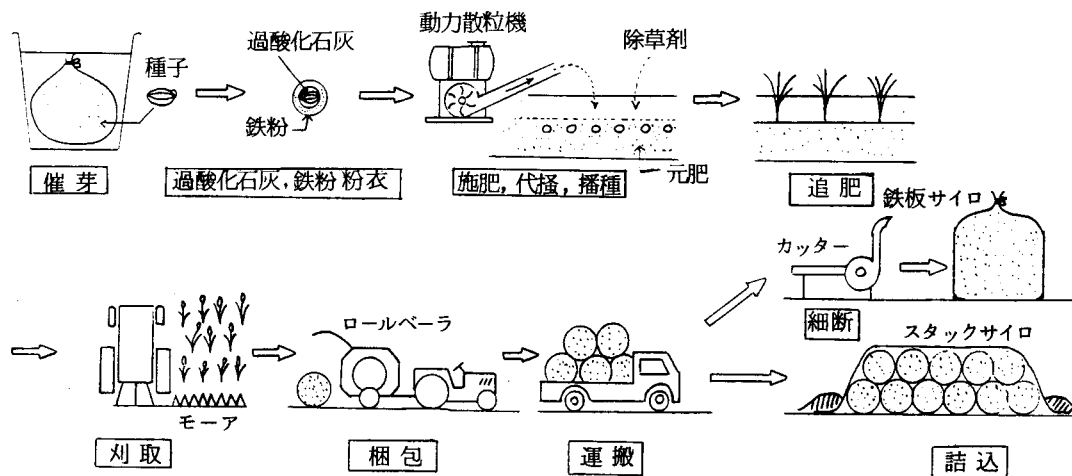 種子
催芽
過酸化石灰
鉄粉
過酸化石灰，鉄粉粉衣
動力散粒機
除草剤
元肥
施肥，代掻，播種
追肥
モーア
刈取
ロールベーラ
梱包
運搬
カッター
細断
鉄板サイロ
スタックサイロ
詰込